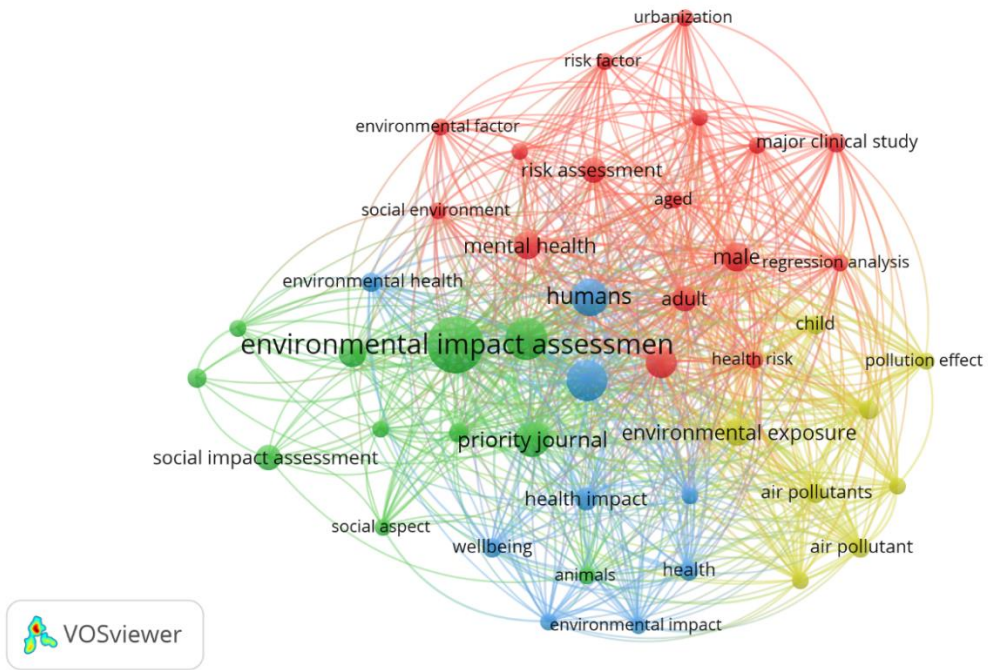 urbanization
risk factor
environmental factor
major clinical study
risk assessment
aged
social environment
mental health
male
regression analysis
environmental health
humans
adult
child
environmental impact assessmen
health risk
pollution effect
priority journal
environmental exposure
social impact assessment
health impact
air pollutants
social aspect
wellbeing
air pollutant
animals
health
environmental impact
VOSviewer